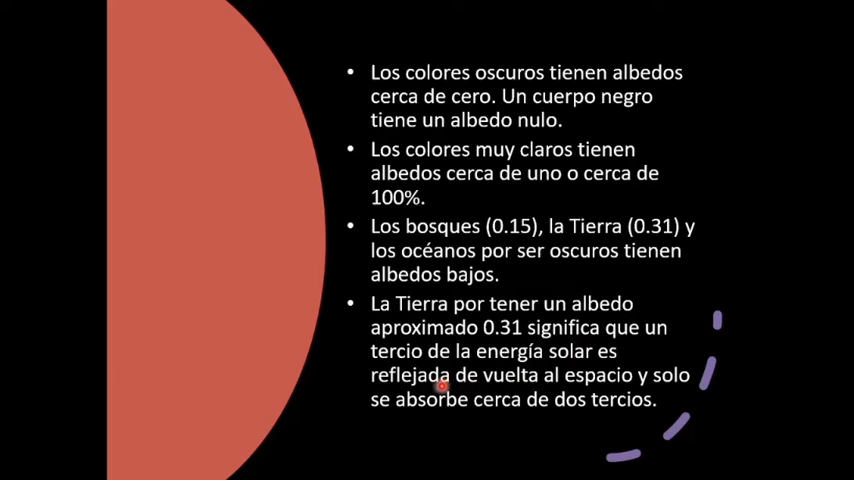 • Los colores oscuros tienen albedos
cerca de cero. Un cuerpo negro
tiene un albedo nulo.
• Los colores muy claros tienen
albedos cerca de uno o cerca de
100%.
• Los bosques (0.15), la Tierra (0.31) y
los océanos por ser oscuros tienen
albedos bajos.
• La Tierra por tener un albedo
aproximado 0.31 significa que un
tercio de la energía solar es
reflejada de vuelta al espacio y solo
se absorbe cerca de dos tercios.